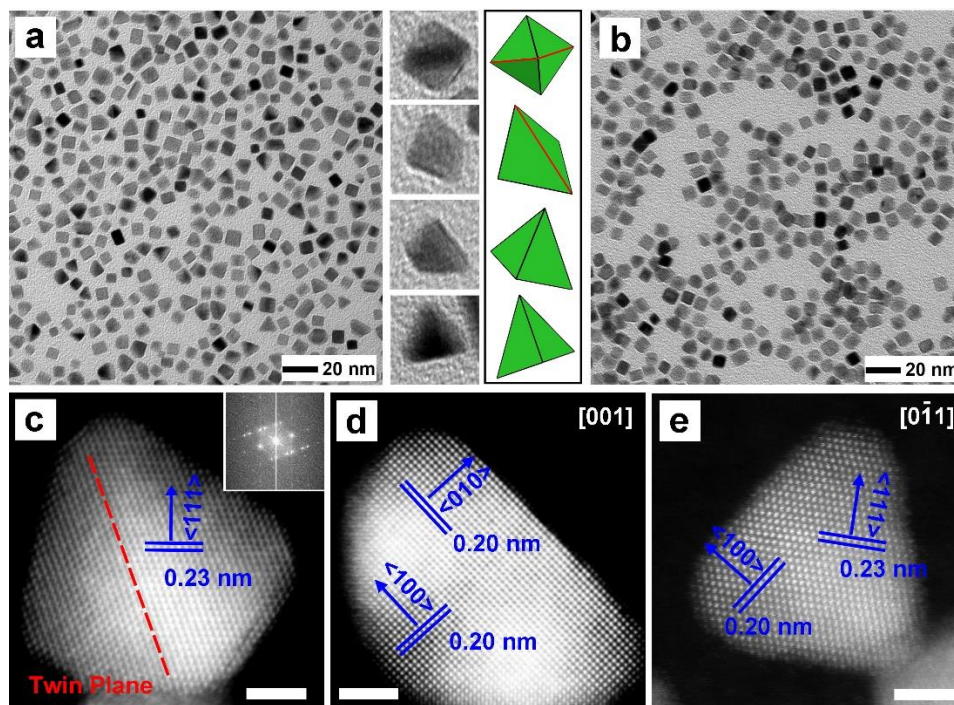 a
20 nm
b
20 nm
c
<111>
0.23 nm
Twin Plane
d
[001]
<010>
0.20 nm
<100>
0.20 nm
e
[01̄1]
<100>
0.20 nm
<111>
0.23 nm